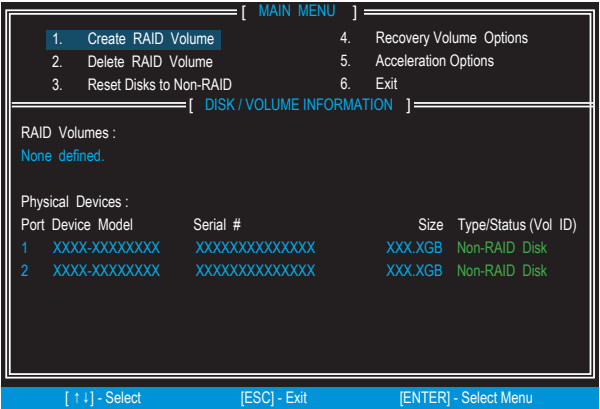 [ MAIN MENU ]
1. Create RAID Volume 4. Recovery Volume Options
2. Delete RAID Volume 5. Acceleration Options
3. Reset Disks to Non-RAID 6. Exit
[ DISK / VOLUME INFORMATION ]
RAID Volumes :
None defined.
Physical Devices :
Port Device Model Serial # Size Type/Status (Vol ID)
1 XXXX-XXXXXXXX XXXXXXXXXXXXXX XXX.XGB Non-RAID Disk
2 XXXX-XXXXXXXX XXXXXXXXXXXXXX XXX.XGB Non-RAID Disk
[ ↑↓] - Select [ESC] - Exit [ENTER] - Select Menu